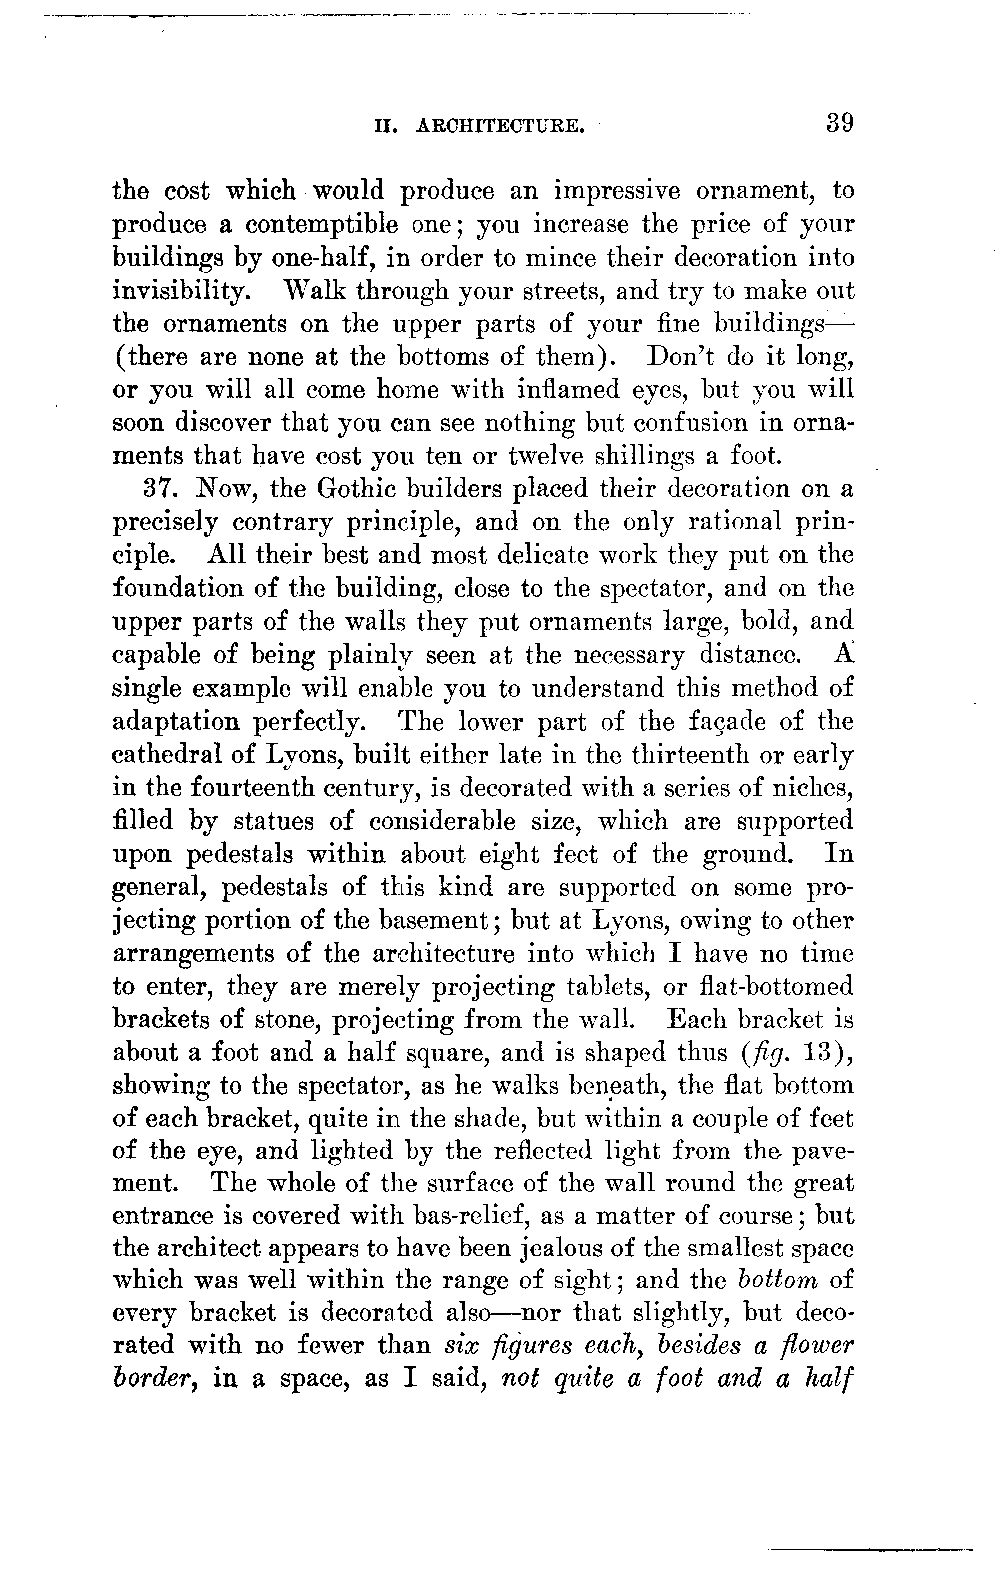 II. ARCHITECTURE. 39
the cost which would produce an impressive ornament, to
produce a contemptible one; you increase the price of your
buildings by one-half, in order to mince their decoration into
invisibility. Walk through your streets, and try to make out
the ornaments on the upper parts of your fine buildings—
(there are none at the bottoms of them). Don't do it long,
or you will all come home with inflamed eyes, but you will
soon discover that you can see nothing but confusion in orna-
ments that have cost you ten or twelve shillings a foot.
37. Now, the Gothic builders placed their decoration on a
precisely contrary principle, and on the only rational prin-
ciple. All their best and most delicate work they put on the
foundation of the building, close to the spectator, and on the
upper parts of the walls they put ornaments large, bold, and
capable of being plainly seen at the necessary distance. A
single example will enable you to understand this method of
adaptation perfectly. The lower part of the façade of the
cathedral of Lyons, built either late in the thirteenth or early
in the fourteenth century, is decorated with a series of niches,
filled by statues of considerable size, which are supported
upon pedestals within about eight feet of the ground. In
general, pedestals of this kind are supported on some pro-
jecting portion of the basement; but at Lyons, owing to other
arrangements of the architecture into which I have no time
to enter, they are merely projecting tablets, or flat-bottomed
brackets of stone, projecting from the wall. Each bracket is
about a foot and a half square, and is shaped thus (fig. 13),
showing to the spectator, as he walks beneath, the flat bottom
of each bracket, quite in the shade, but within a couple of feet
of the eye, and lighted by the reflected light from the pave-
ment. The whole of the surface of the wall round the great
entrance is covered with bas-relief, as a matter of course; but
the architect appears to have been jealous of the smallest space
which was well within the range of sight; and the bottom of
every bracket is decorated also—nor that slightly, but deco-
rated with no fewer than six figures each, besides a flower
border, in a space, as I said, not quite a foot and a half